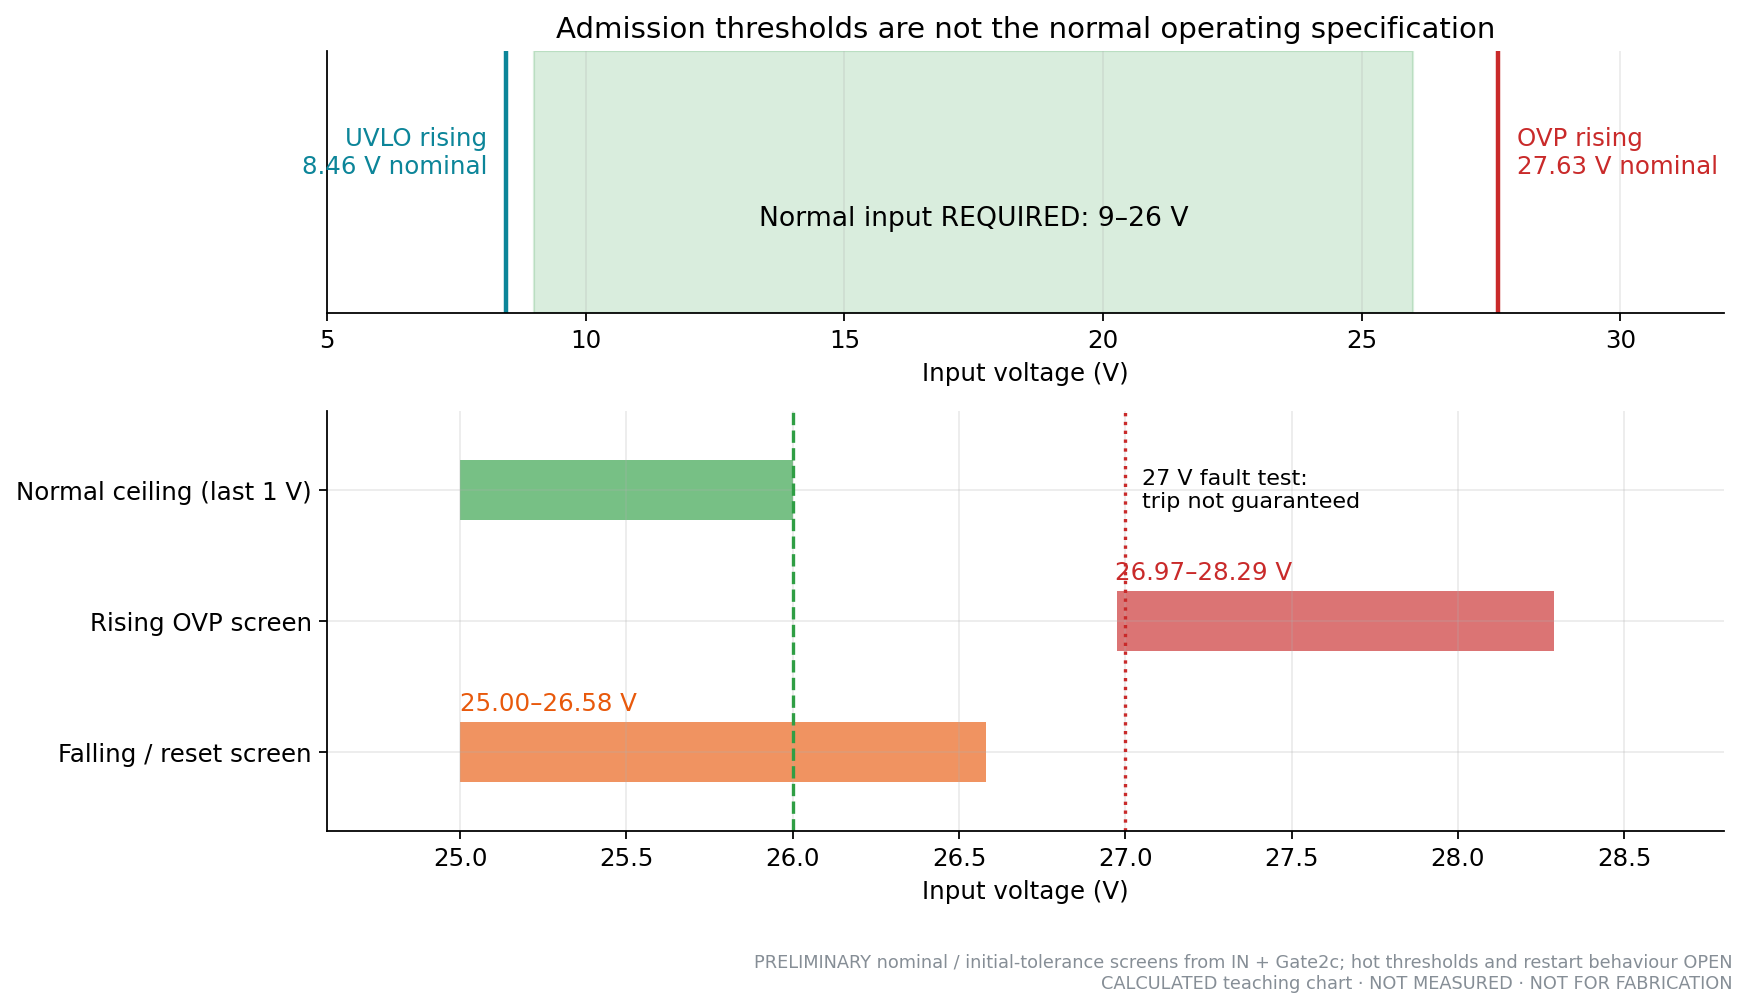 Admission thresholds are not the normal operating specification
UVLO rising
8.46 V nominal
OVP rising
27.63 V nominal
Normal input REQUIRED: 9–26 V
5 10 15 20 25 30
Input voltage (V)
Normal ceiling (last 1 V)
27 V fault test:
trip not guaranteed
26.97–28.29 V
Rising OVP screen
25.00–26.58 V
Falling / reset screen
25.0 25.5 26.0 26.5 27.0 27.5 28.0 28.5
Input voltage (V)
PRELIMINARY nominal / initial-tolerance screens from IN + Gate2c; hot thresholds and restart behaviour OPEN
CALCULATED teaching chart · NOT MEASURED · NOT FOR FABRICATION